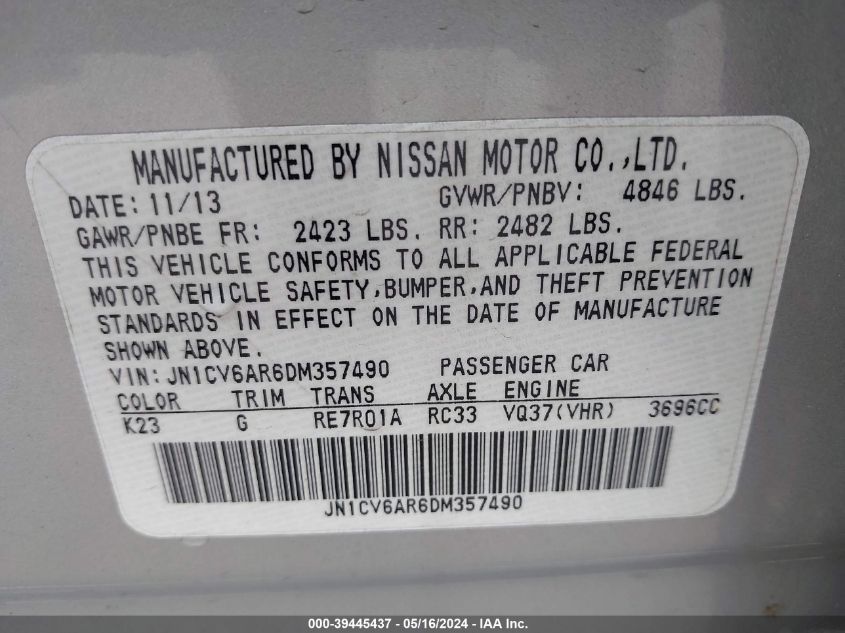 MANUFACTURED BY NISSAN MOTOR CO.,LTD.
DATE: 11/13 GVWR/PNBV: 4846 LBS.
GAWR/PNBE FR: 2423 LBS. RR: 2482 LBS.
THIS VEHICLE CONFORMS TO ALL APPLICABLE FEDERAL
MOTOR VEHICLE SAFETY,BUMPER,AND THEFT PREVENTION
STANDARDS IN EFFECT ON THE DATE OF MANUFACTURE
SHOWN ABOVE.
VIN: JN1CV6AR6DM357490 PASSENGER CAR
COLOR TRIM TRANS AXLE ENGINE
K23 G RE7R01A RC33 VQ37(VHR) 3696CC
JN1CV6AR6DM357490
000-39445437 - 05/16/2024 - IAA Inc.